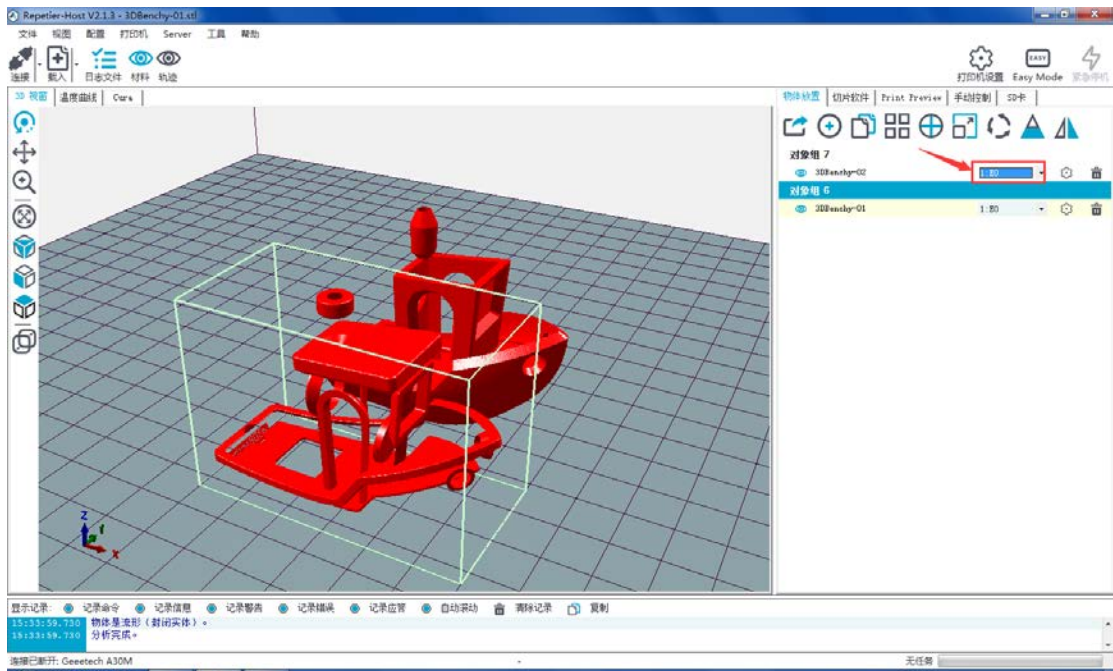 Repetier-Host V2.1.3 - 3DBenchy-01.stl
文件 视图 配置 打印机 Server 工具 帮助
连接 载入 日志文件 材料 轨迹 打印机设置 EASY Easy Mode 紧急停机
3D 视窗 温度曲线 Cura 物体放置 切片软件 Print Preview 手动控制 SD卡
对象组 7
3DBenchy-02 1:E0
对象组 6
3DBenchy-01 1:E0
Z
Y
X
显示记录: 记录命令 记录信息 记录警告 记录错误 记录应答 自动滚动 清除记录 复制
15:33:59.730 物体是流形（封闭实体）。
15:33:59.730 分析完成。
连接已断开: Geeetech A30M - 无任务